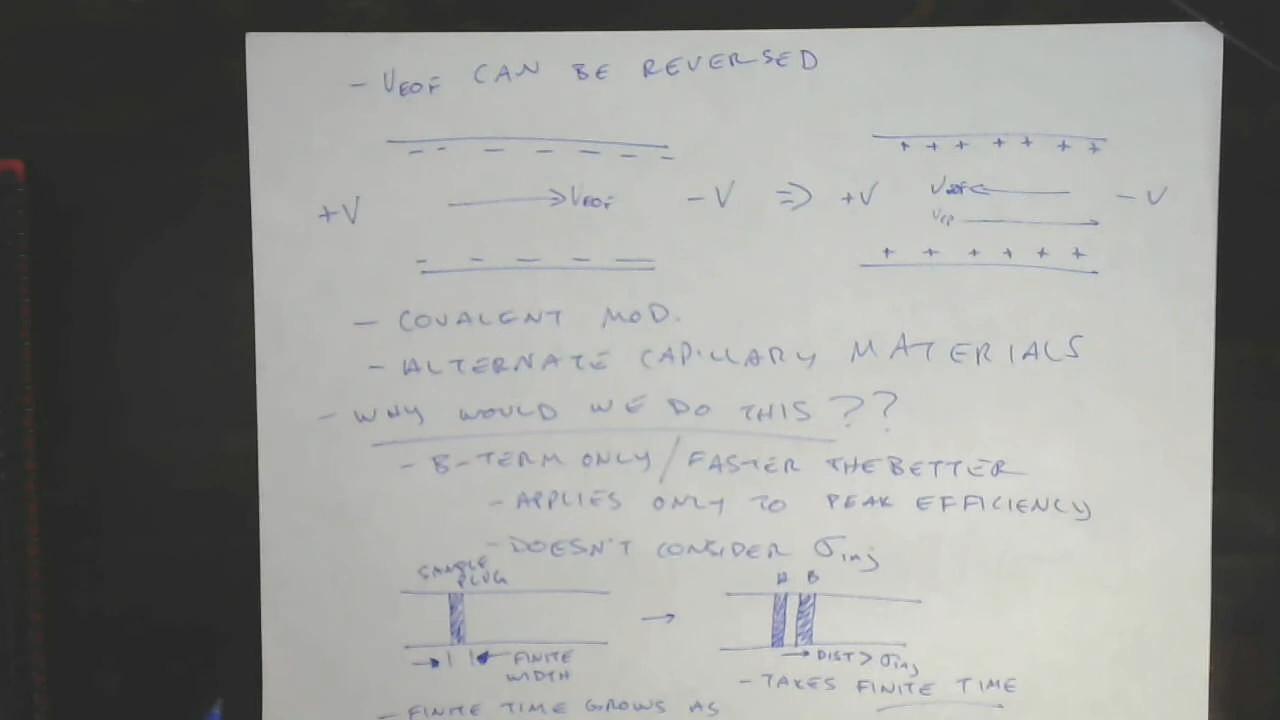 - VEOF CAN BE REVERSED
- - - - - - -
+ + + + + + +
+V
VEOF
- V
⇒
+V
VEOF
- V
Vep
- - - - -
+ + + + + +
- COVALENT MOD.
- ALTERNATE CAPILLARY MATERIALS
- WHY WOULD WE DO THIS??
- B-TERM ONLY / FASTER THE BETTER
- APPLIES ONLY TO PEAK EFFICIENCY
- DOESN'T CONSIDER σinj
SAMPLE
PLUG
A B
→
FINITE
WIDTH
→ DIST > σinj
- TAKES FINITE TIME
- FINITE TIME GROWS AS